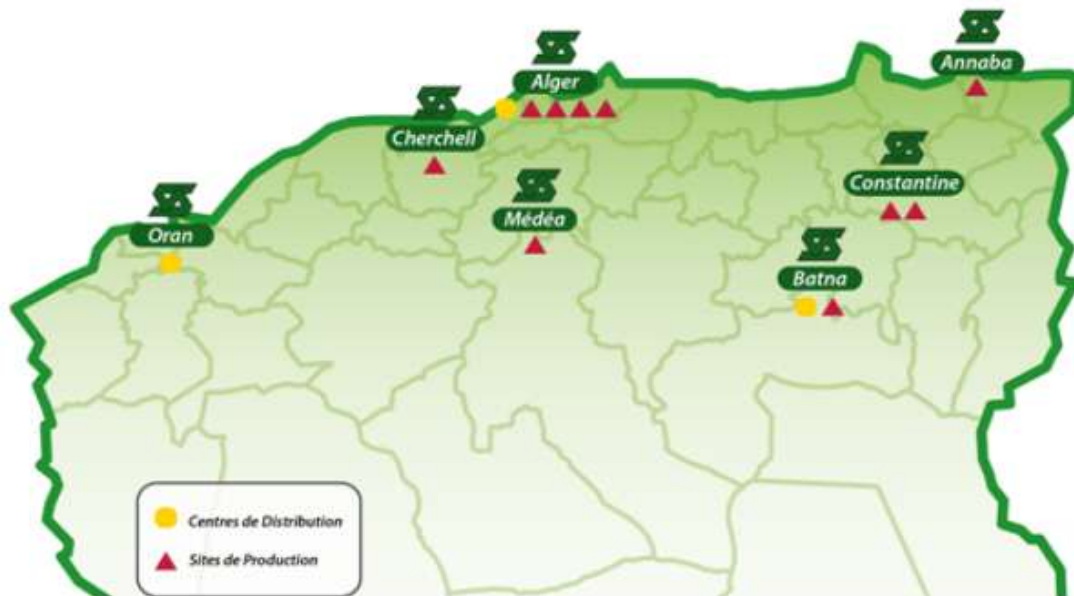 Annaba
Alger
Cherchell
Constantine
Médéa
Oran
Batna
Centres de Distribution
Sites de Production